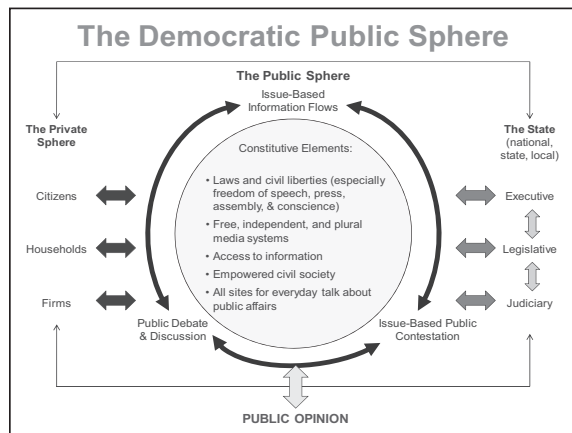 The Democratic Public Sphere
The Public Sphere
Issue-Based
Information Flows
The Private
Sphere
Citizens
Households
Firms
Constitutive Elements:
• Laws and civil liberties (especially
freedom of speech, press,
assembly, & conscience)
• Free, independent, and plural
media systems
• Access to information
• Empowered civil society
• All sites for everyday talk about
public affairs
The State
(national,
state, local)
Executive
Legislative
Judiciary
Public Debate
& Discussion
Issue-Based Public
Contestation
PUBLIC OPINION